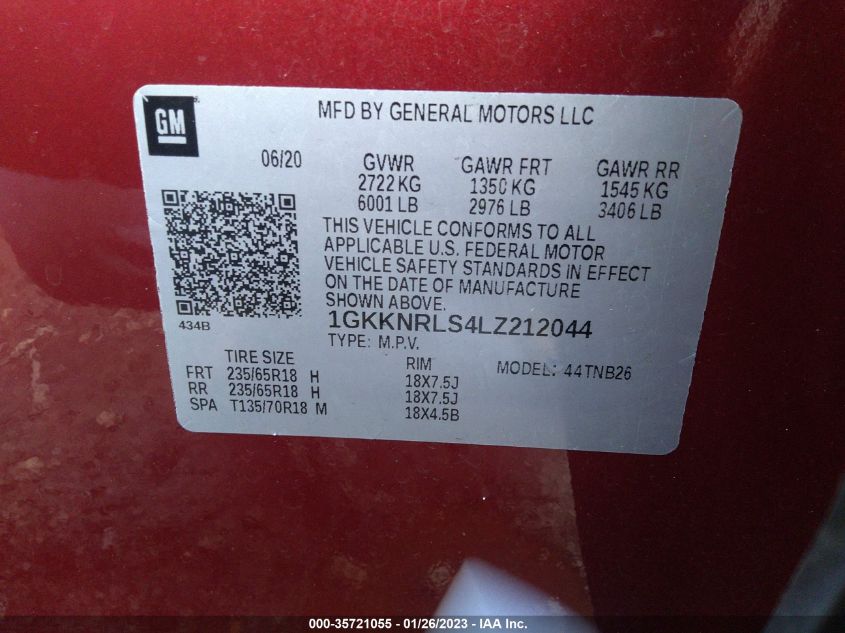 GM
MFD BY GENERAL MOTORS LLC
06/20 GVWR GAWR FRT GAWR RR
2722 KG 1350 KG 1545 KG
6001 LB 2976 LB 3406 LB
THIS VEHICLE CONFORMS TO ALL
APPLICABLE U.S. FEDERAL MOTOR
VEHICLE SAFETY STANDARDS IN EFFECT
ON THE DATE OF MANUFACTURE
SHOWN ABOVE.
434B
1GKKNRLS4LZ212044
TYPE: M.P.V.
TIRE SIZE RIM MODEL: 44TNB26
FRT 235/65R18 H 18X7.5J
RR 235/65R18 H 18X7.5J
SPA T135/70R18 M 18X4.5B
000-35721055 — 01/26/2023 — IAA Inc.